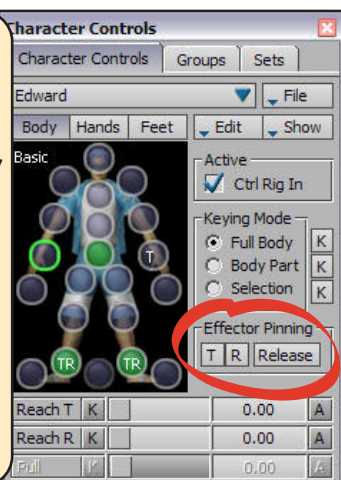 Character Controls
Character Controls Groups Sets
Edward File
Body Hands Feet Edit Show
Basic
Active
Ctrl Rig In
Keying Mode
Full Body K
Body Part K
Selection K
T
Effector Pinning
T R Release
TR TR
Reach T K 0.00 A
Reach R K 0.00 A
Pull K 0.00 A